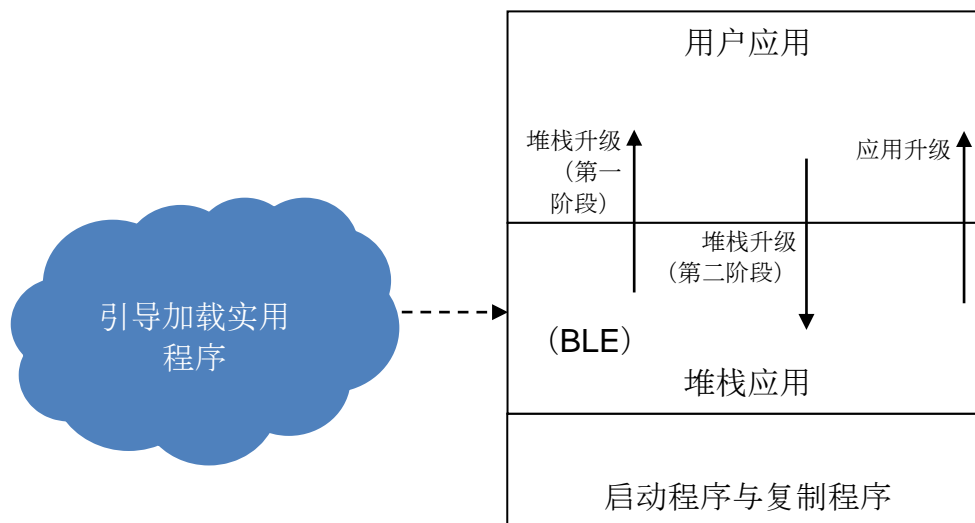 用户应用
堆栈升级
（第一
阶段）
应用升级
堆栈升级
（第二阶段）
引导加载实用
程序
（BLE）
堆栈应用
启动程序与复制程序